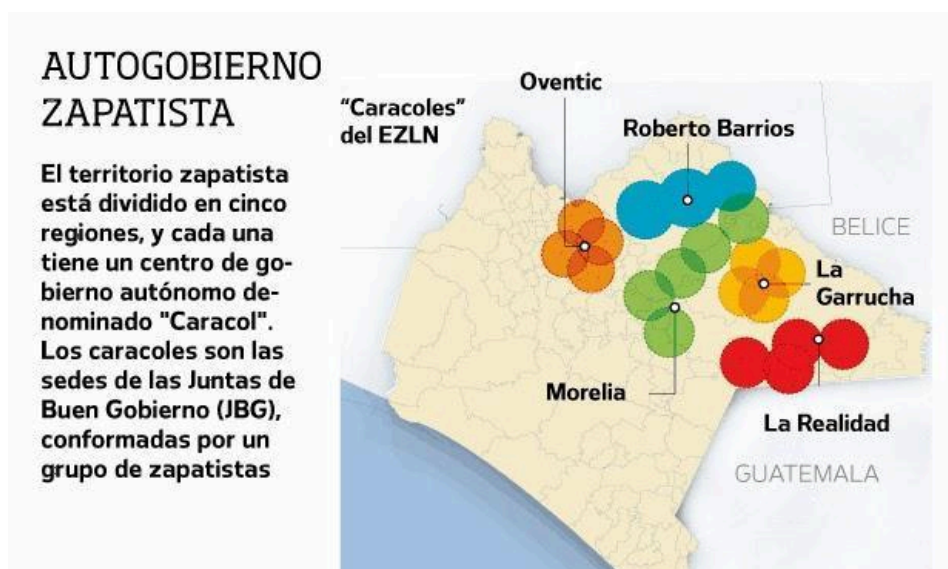 AUTOGOBIERNO
ZAPATISTA
El territorio zapatista
está dividido en cinco
regiones, y cada una
tiene un centro de go-
bierno autónomo de-
nominado "Caracol".
Los caracoles son las
sedes de las Juntas de
Buen Gobierno (JBG),
conformadas por un
grupo de zapatistas
“Caracoles”
del EZLN
Oventic
Roberto Barrios
BELICE
La
Garrucha
Morelia
La Realidad
GUATEMALA